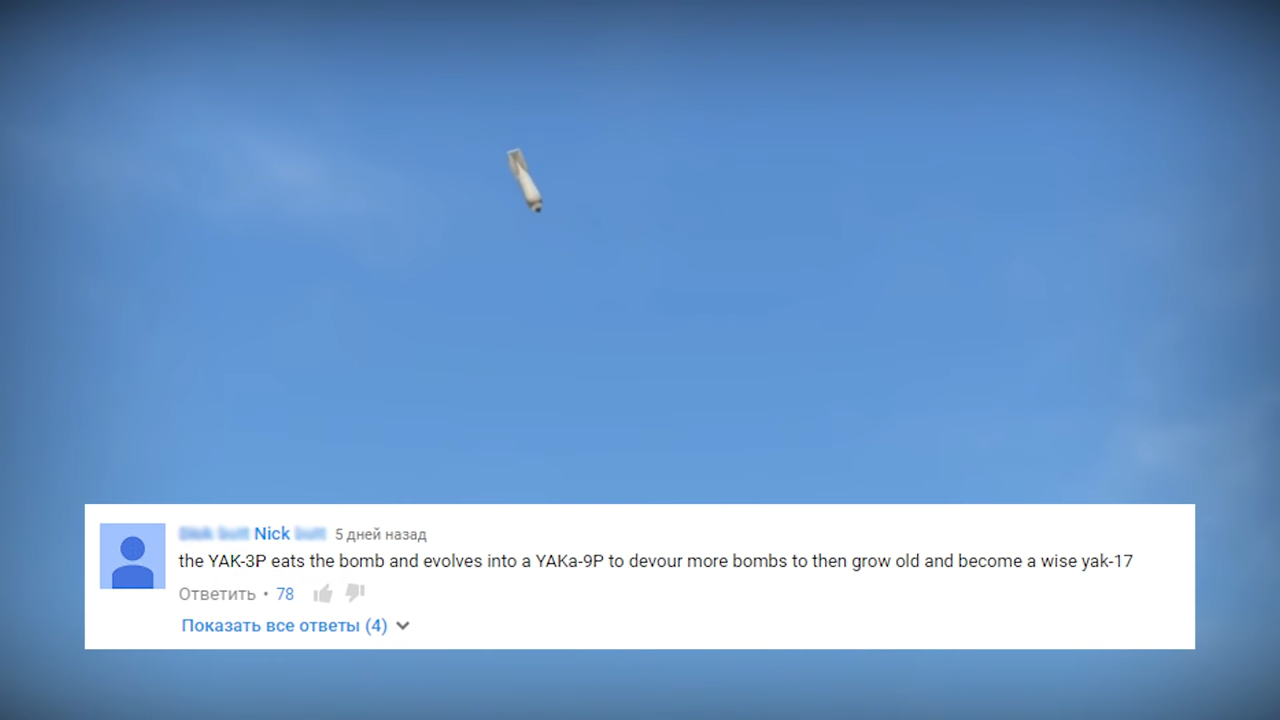 Nick 5 дней назад
the YAK-3P eats the bomb and evolves into a YAKa-9P to devour more bombs to then grow old and become a wise yak-17
Ответить • 78
Показать все ответы (4)